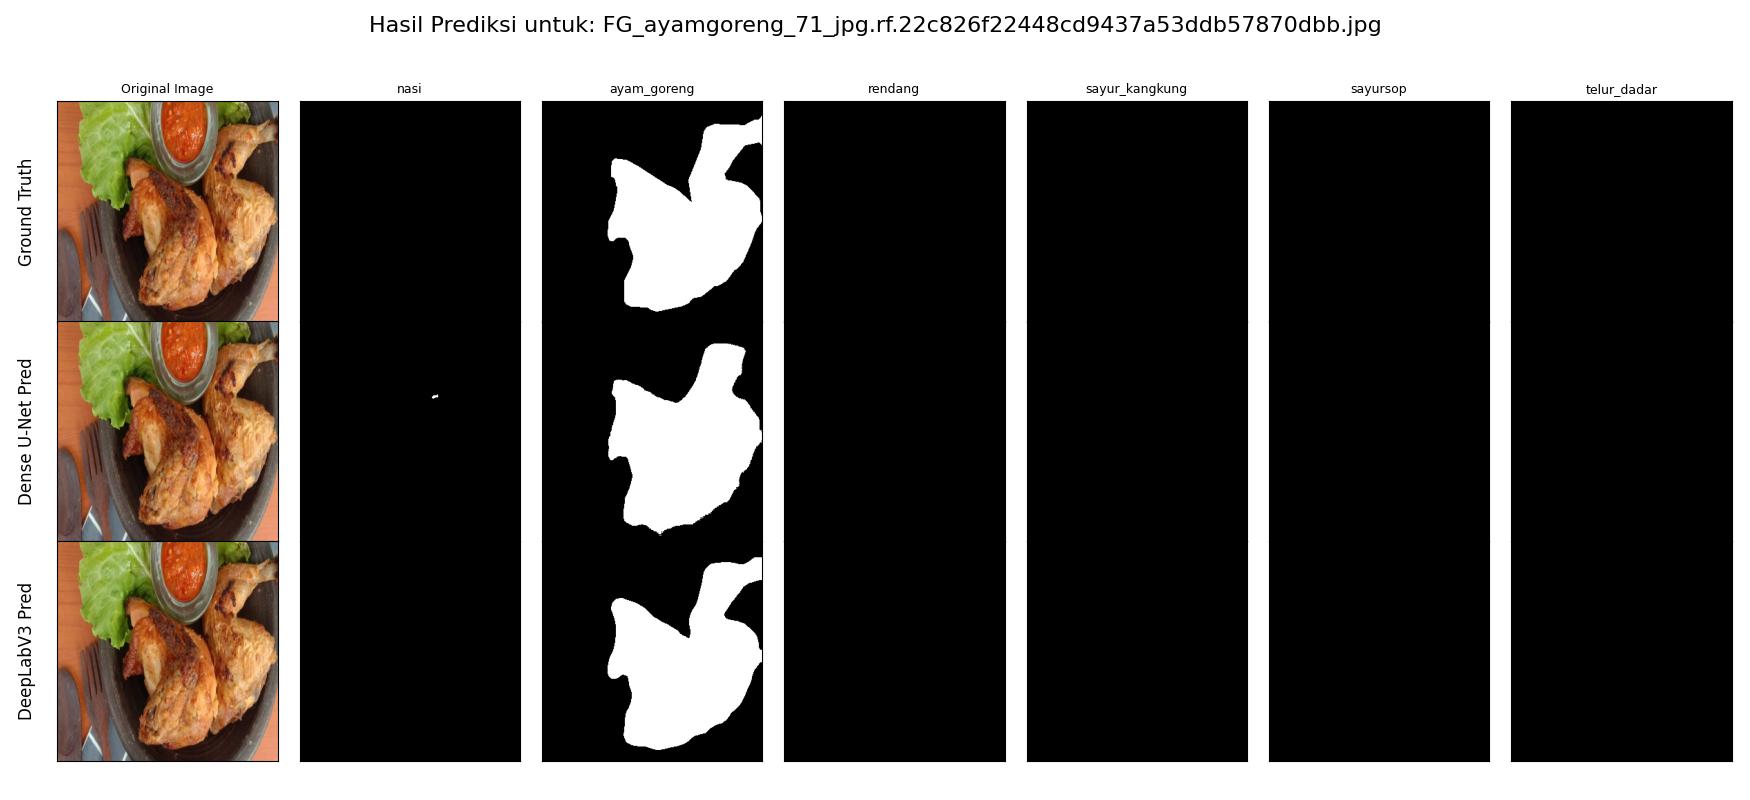 Hasil Prediksi untuk: FG_ayamgoreng_71_jpg.rf.22c826f22448cd9437a53ddb57870dbb.jpg
Original Image
nasi
ayam_goreng
rendang
sayur_kangkung
sayursop
telur_dadar
Ground Truth
Dense U-Net Pred
DeepLabV3 Pred